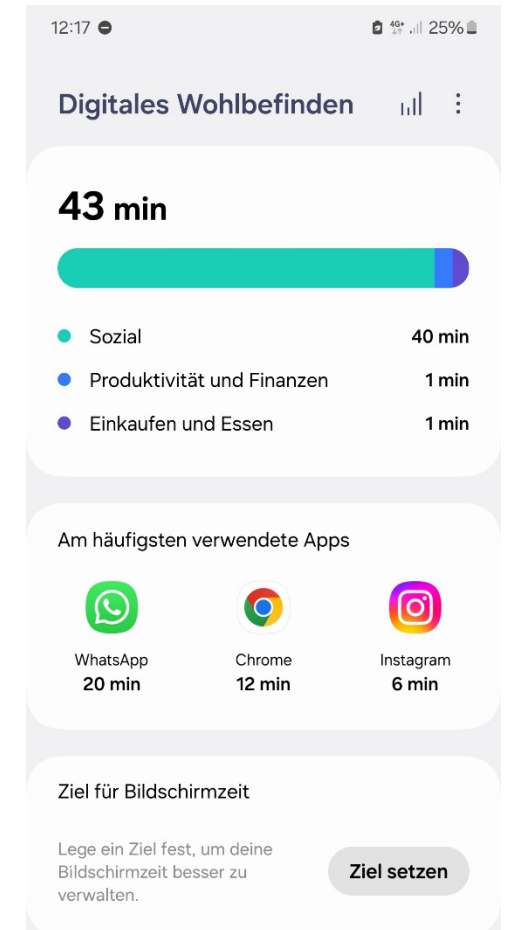 12:17 4G+ 25%
Digitales Wohlbefinden
43 min
Sozial 40 min
Produktivität und Finanzen 1 min
Einkaufen und Essen 1 min
Am häufigsten verwendete Apps
WhatsApp Chrome Instagram
20 min 12 min 6 min
Ziel für Bildschirmzeit
Lege ein Ziel fest, um deine
Bildschirmzeit besser zu
verwalten.
Ziel setzen